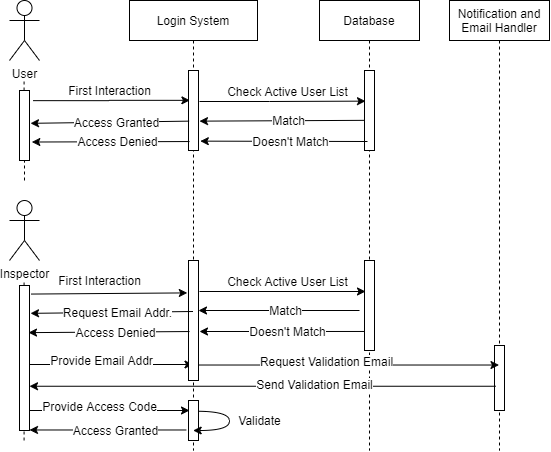 Login System
Database
Notification and
Email Handler
User
First Interaction
Check Active User List
Access Granted
Match
Access Denied
Doesn't Match
Inspector
First Interaction
Check Active User List
Request Email Addr.
Match
Access Denied
Doesn't Match
Provide Email Addr.
Request Validation Email
Send Validation Email
Provide Access Code
Validate
Access Granted